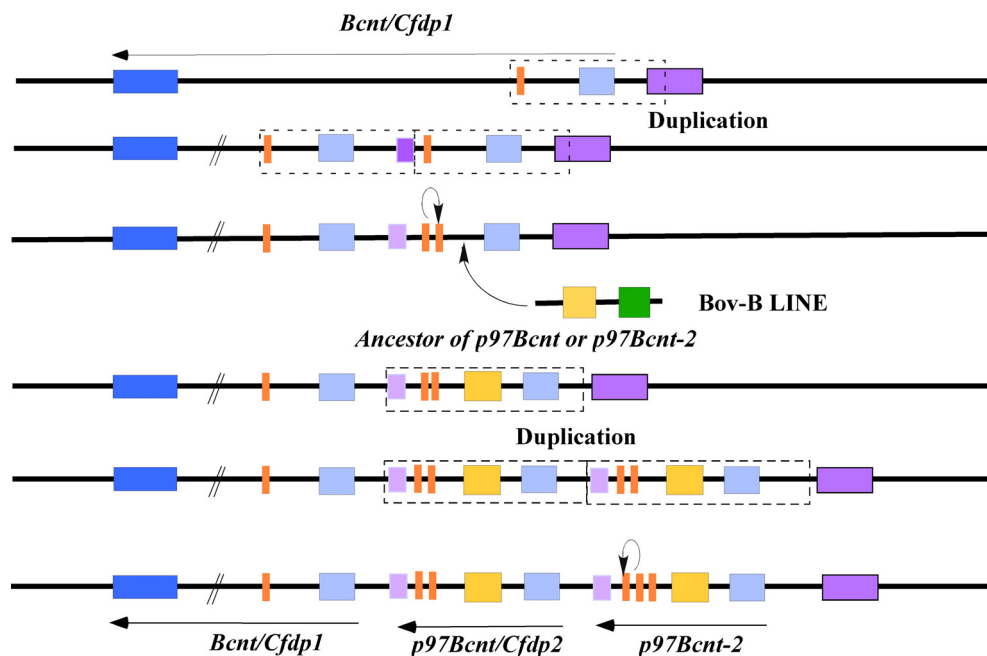 Bcnt/Cfdp1
Duplication
Bov-B LINE
Ancestor of p97Bcnt or p97Bcnt-2
Duplication
Bcnt/Cfdp1 p97Bcnt/Cfdp2 p97Bcnt-2